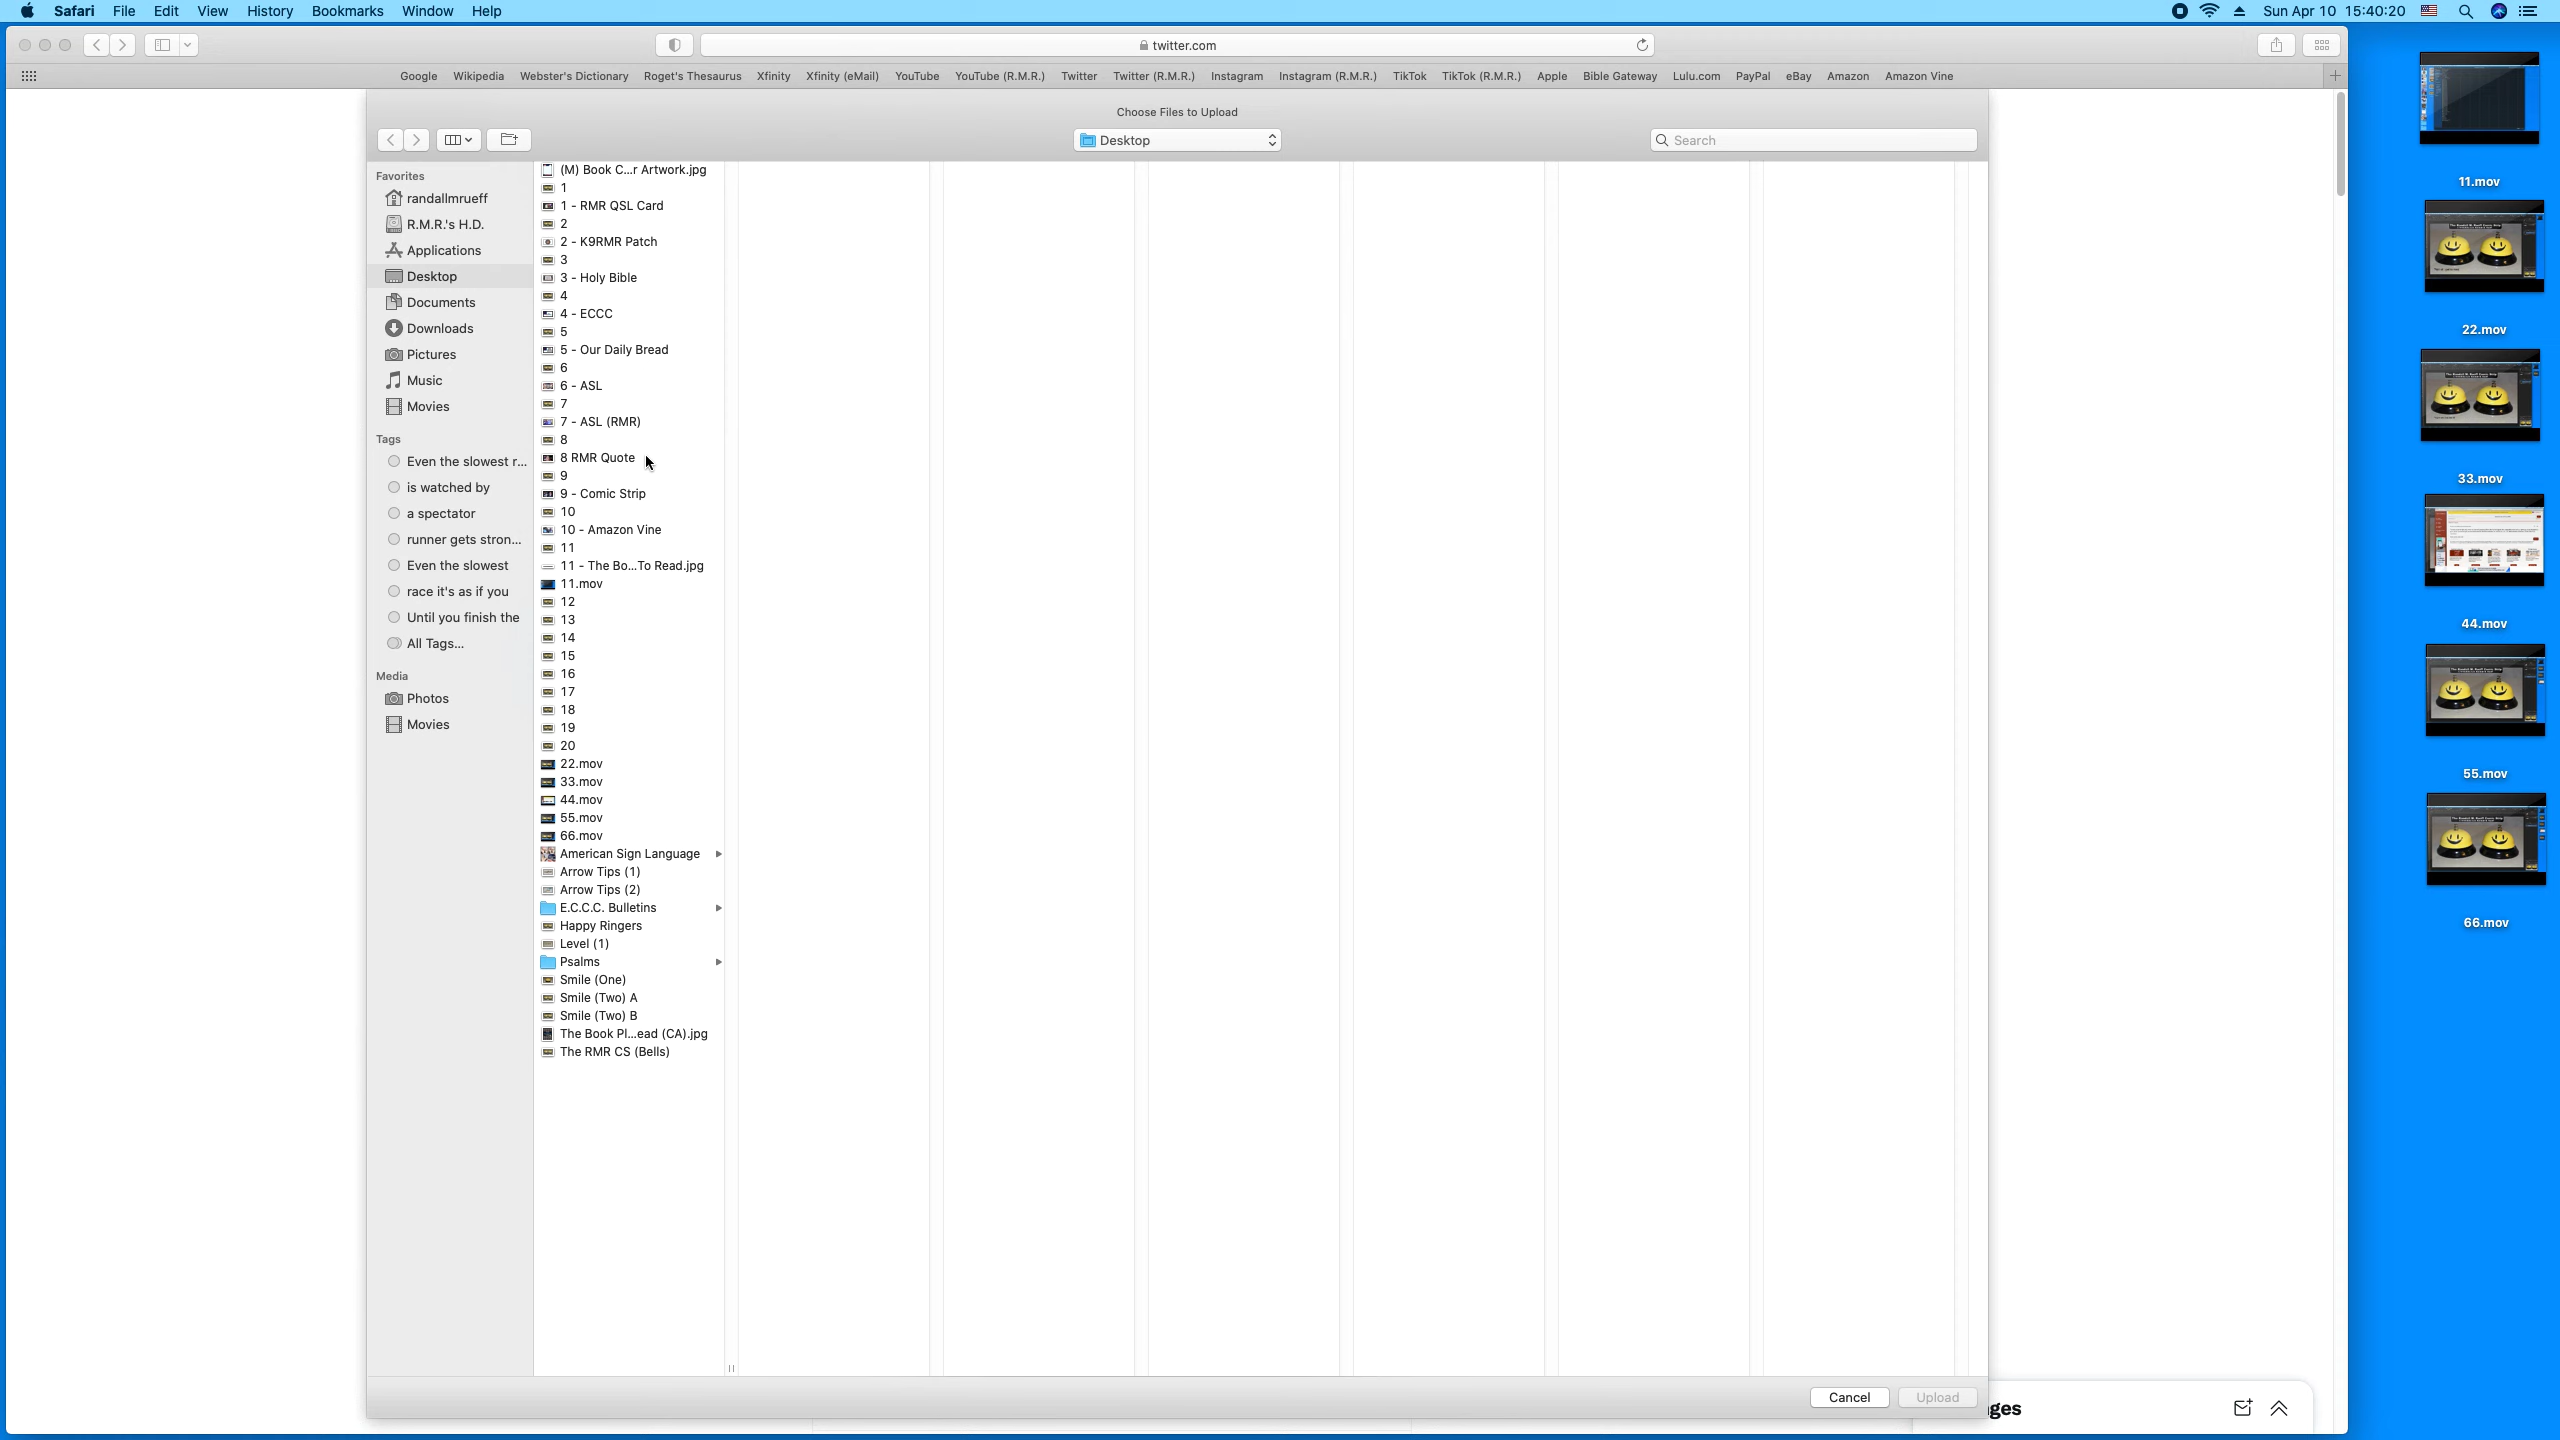 Safari File Edit View History Bookmarks Window Help
Sun Apr 10 15:40:20
twitter.com
Google Wikipedia Webster's Dictionary Roget's Thesaurus Xfinity Xfinity (eMail) YouTube YouTube (R.M.R.) Twitter Twitter (R.M.R.) Instagram Instagram (R.M.R.) TikTok TikTok (R.M.R.) Apple Bible Gateway Lulu.com PayPal eBay Amazon Amazon Vine
Choose Files to Upload
Desktop
Search
Favorites
randallmrueff
R.M.R.'s H.D.
Applications
Desktop
Documents
Downloads
Pictures
Music
Movies
Tags
Even the slowest r...
is watched by
a spectator
runner gets stron...
Even the slowest
race it's as if you
Until you finish the
All Tags...
Media
Photos
Movies
(M) Book C...r Artwork.jpg
1
1 - RMR QSL Card
2
2 - K9RMR Patch
3
3 - Holy Bible
4
4 - ECCC
5
5 - Our Daily Bread
6
6 - ASL
7
7 - ASL (RMR)
8
8 RMR Quote
9
9 - Comic Strip
10
10 - Amazon Vine
11
11 - The Bo...To Read.jpg
11.mov
12
13
14
15
16
17
18
19
20
22.mov
33.mov
44.mov
55.mov
66.mov
American Sign Language
Arrow Tips (1)
Arrow Tips (2)
E.C.C.C. Bulletins
Happy Ringers
Level (1)
Psalms
Smile (One)
Smile (Two) A
Smile (Two) B
The Book Pl...ead (CA).jpg
The RMR CS (Bells)
Cancel
Upload
ges
11.mov
22.mov
33.mov
44.mov
55.mov
66.mov